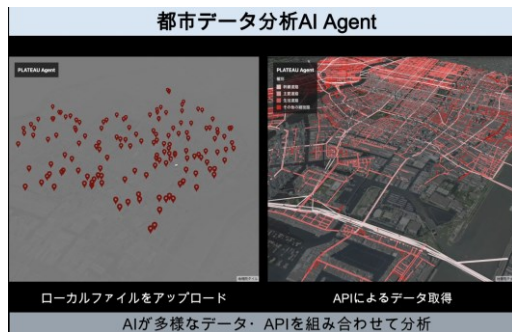 都市データ分析AI Agent
PLATEAU Agent
PLATEAU Agent
ローカルファイルをアップロード
APIによるデータ取得
AIが多様なデータ・APIを組み合わせて分析